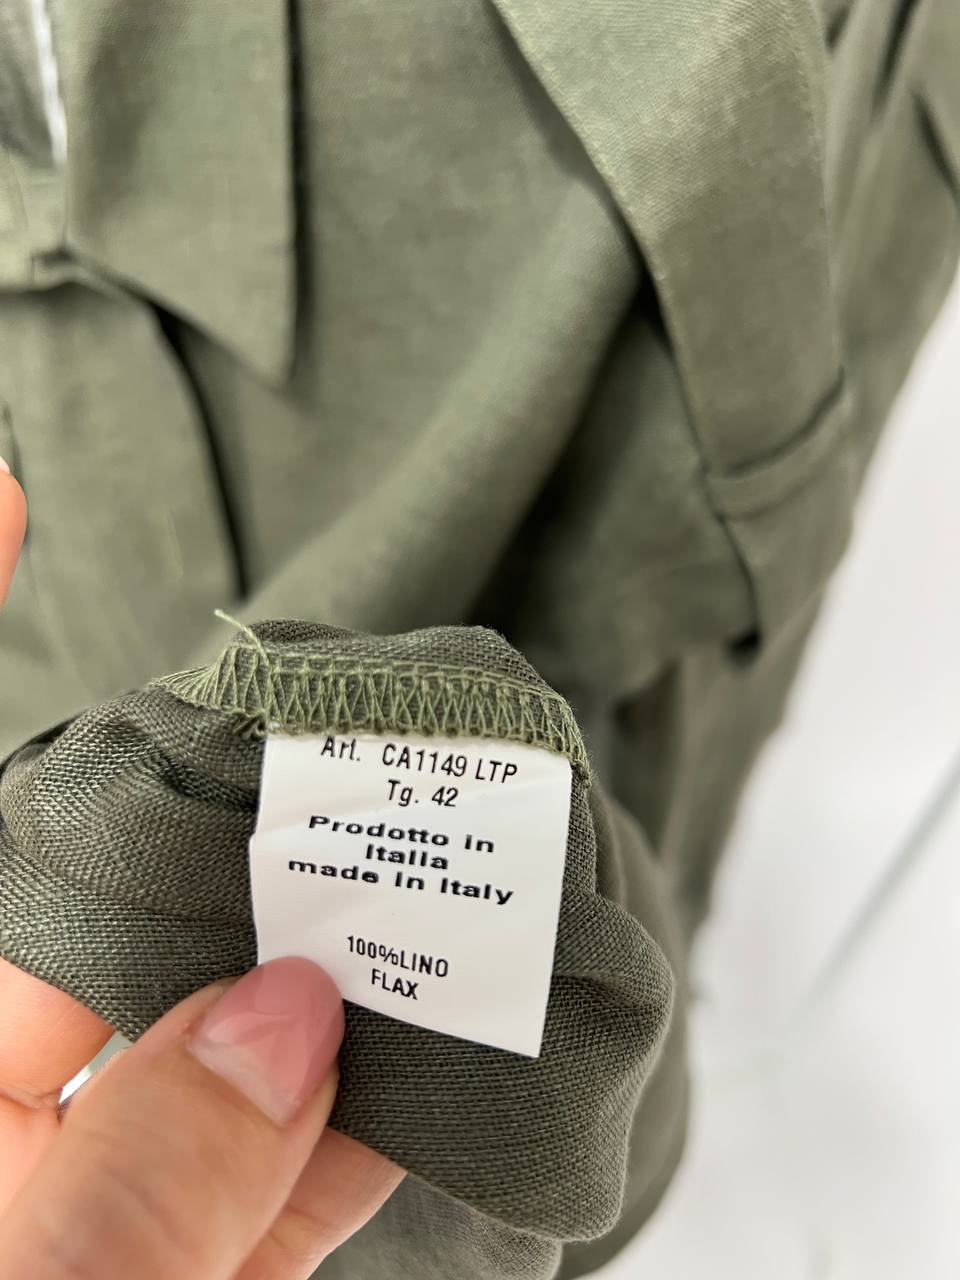 Art. CA1149 LTP
Tg. 42
Prodotto in
Italia
made in Italy
100%LINO
FLAX